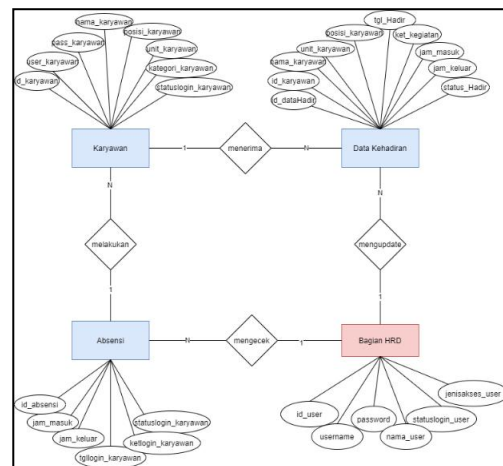 nama_karyawan
pass_karyawan
posisi_karyawan
user_karyawan
unit_karyawan
id_karyawan
kategori_karyawan
statuslogin_karyawan
tgl_Hadir
posisi_karyawan
ket_kegiatan
unit_karyawan
jam_masuk
nama_karyawan
jam_keluar
id_karyawan
status_Hadir
id_dataHadit
Karyawan
1
menerima
N
Data Kehadiran
N
melakukan
1
N
mengupdate
1
Absensi
N
mengecek
1
Bagian HRD
id_absensi
jam_masuk
jam_keluar
tgllogin_karyawan
ketlogin_karyawan
statuslogin_karyawan
id_user
username
password
nama_user
statuslogin_user
jenisakses_user